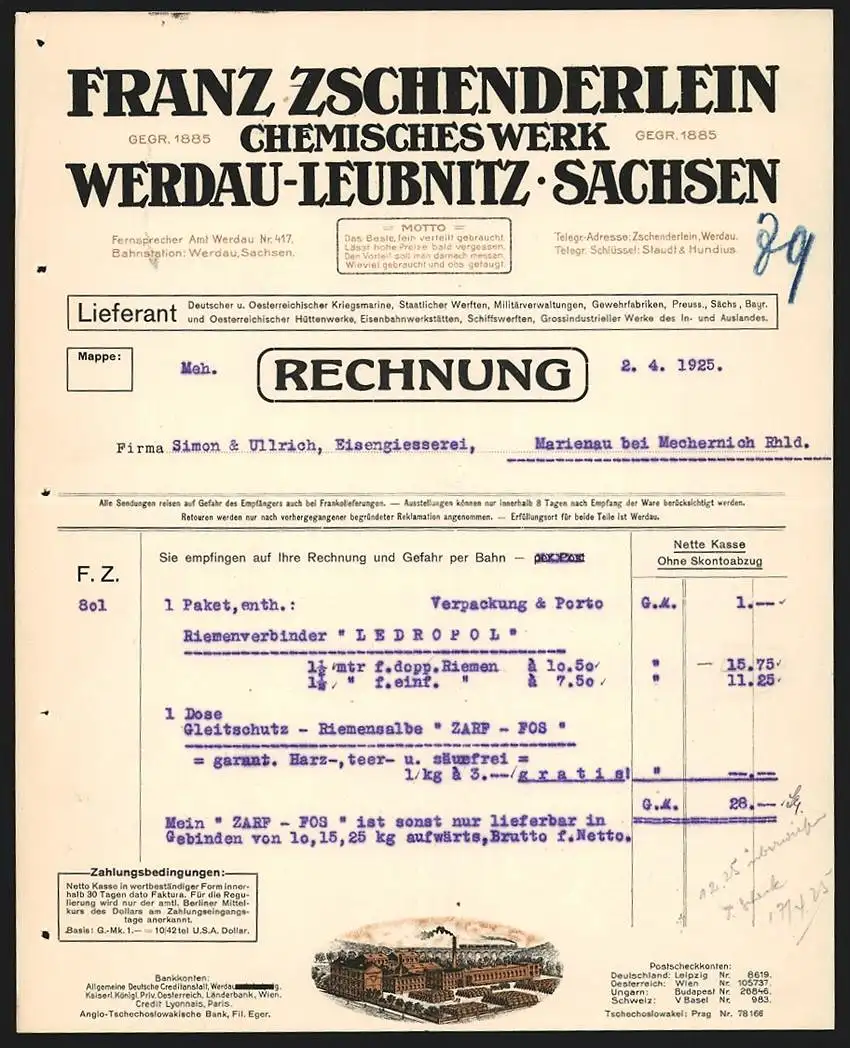 FRANZ ZSCHENDERLEIN
GEGR. 1885 CHEMISCHES WERK GEGR. 1885
WERDAU-LEUBNITZ · SACHSEN
Fernsprecher Amt Werdau Nr. 417.
Bahnstation: Werdau, Sachsen.
= MOTTO =
Das Beste, fein verteilt gebraucht,
Lässt hohe Preise bald vergessen.
Den Vorteil soll man darnach messen,
Wieviel gebraucht und obs getaugt.
Telegr.-Adresse: Zschenderlein, Werdau.
Telegr. Schlüssel: Staudt & Hundius.
Lieferant Deutscher u. Oesterreichischer Kriegsmarine, Staatlicher Werften, Militärverwaltungen, Gewehrfabriken, Preuss., Sächs., Bayr.
und Oesterreichischer Hüttenwerke, Eisenbahnwerkstätten, Schiffswerften, Grossindustrieller Werke des In- und Auslandes.
Mappe:
Meh. RECHNUNG 2. 4. 1925.
Firma Simon & Ullrich, Eisengiesserei, Marienau bei Mechernich Rhld.
Alle Sendungen reisen auf Gefahr des Empfängers auch bei Frankolieferungen. — Ausstellungen können nur innerhalb 8 Tagen nach Empfang der Ware berücksichtigt werden.
Retouren werden nur nach vorhergegangener begründeter Reklamation angenommen. — Erfüllungsort für beide Teile ist Werdau.
F. Z.
Sie empfingen auf Ihre Rechnung und Gefahr per Bahn —
Nette Kasse
Ohne Skontoabzug
8o1 1 Paket,enth.: Verpackung & Porto G.M. 1.--
Riemenverbinder " L E D R O P O L "
1½ mtr f.dopp.Riemen à 1o.5o " 15.75
1½ " f.einf. " à 7.5o " 11.25
1 Dose
Gleitschutz - Riemensalbe " ZARF - FOS "
= garant. Harz-,teer- u. säurefrei =
1/kg à 3.-- g r a t i s! " --.--
G.M. 28.--
Mein " ZARF - FOS " ist sonst nur lieferbar in
Gebinden von 1o,15,25 kg aufwärts,Brutto f.Netto.
Zahlungsbedingungen:
Netto Kasse in wertbeständiger Form inner-
halb 30 Tagen dato Faktura. Für die Regu-
lierung wird nur der amtl. Berliner Mittel-
kurs des Dollars am Zahlungseingangs-
tage anerkannt.
Basis: G.-Mk. 1.— = 10/42tel U.S.A. Dollar.
Bankkonten:
Allgemeine Deutsche Creditanstalt, Werdau
Kaiserl. Königl. Priv. Oesterreich. Länderbank, Wien.
Credit Lyonnais, Paris.
Anglo-Tschechoslowakische Bank, Fil. Eger.
Postscheckkonten:
Deutschland: Leipzig Nr. 8619.
Oesterreich: Wien Nr. 105737.
Ungarn: Budapest Nr. 26846.
Schweiz: V Basel Nr. 983.
Tschechoslowakei: Prag Nr. 78166